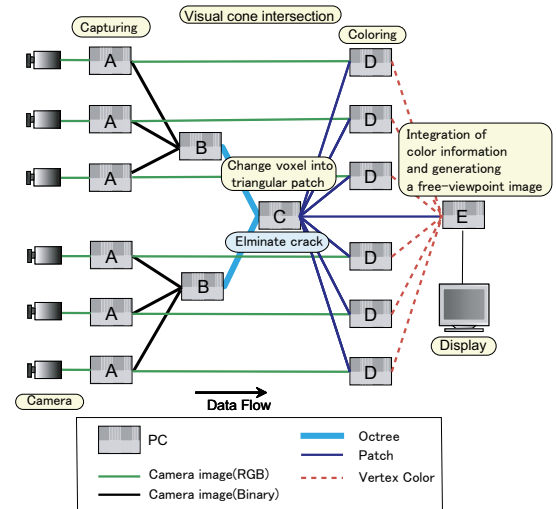 Visual cone intersection
Capturing
Coloring
A
D
A
D
B
A
D
Change voxel into
triangular patch
Integration of
color information
and generationg
a free-viewpoint image
C
E
Elminate crack
A
D
B
A
D
Display
A
D
Camera
Data Flow
PC
Octree
Patch
Camera image(RGB)
Vertex Color
Camera image(Binary)